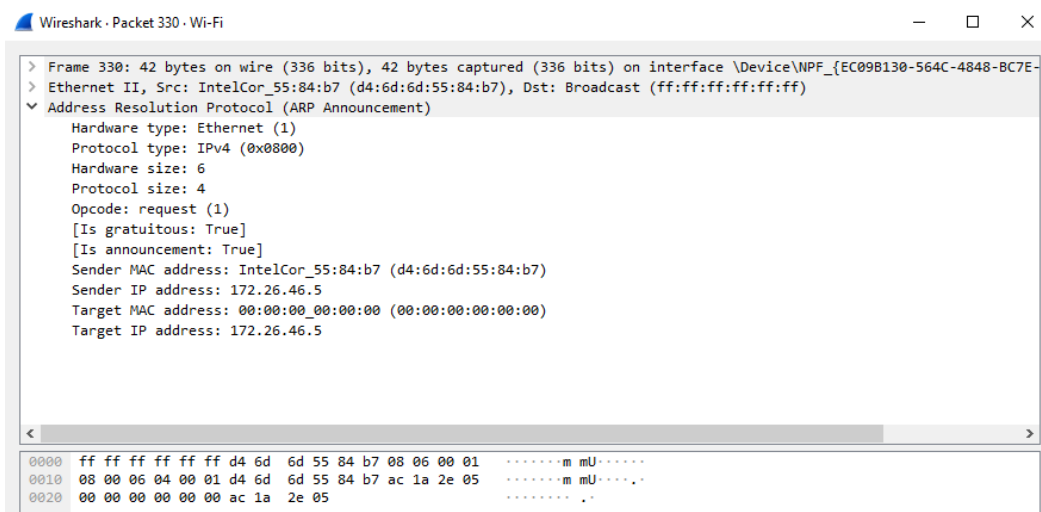 Wireshark · Packet 330 · Wi-Fi
Frame 330: 42 bytes on wire (336 bits), 42 bytes captured (336 bits) on interface \Device\NPF_{EC09B130-564C-4848-BC7E-
Ethernet II, Src: IntelCor_55:84:b7 (d4:6d:6d:55:84:b7), Dst: Broadcast (ff:ff:ff:ff:ff:ff)
Address Resolution Protocol (ARP Announcement)
Hardware type: Ethernet (1)
Protocol type: IPv4 (0x0800)
Hardware size: 6
Protocol size: 4
Opcode: request (1)
[Is gratuitous: True]
[Is announcement: True]
Sender MAC address: IntelCor_55:84:b7 (d4:6d:6d:55:84:b7)
Sender IP address: 172.26.46.5
Target MAC address: 00:00:00_00:00:00 (00:00:00:00:00:00)
Target IP address: 172.26.46.5
0000 ff ff ff ff ff ff d4 6d 6d 55 84 b7 08 06 00 01 ·······m mU······
0010 08 00 06 04 00 01 d4 6d 6d 55 84 b7 ac 1a 2e 05 ·······m mU····.·
0020 00 00 00 00 00 00 ac 1a 2e 05 ········ .·